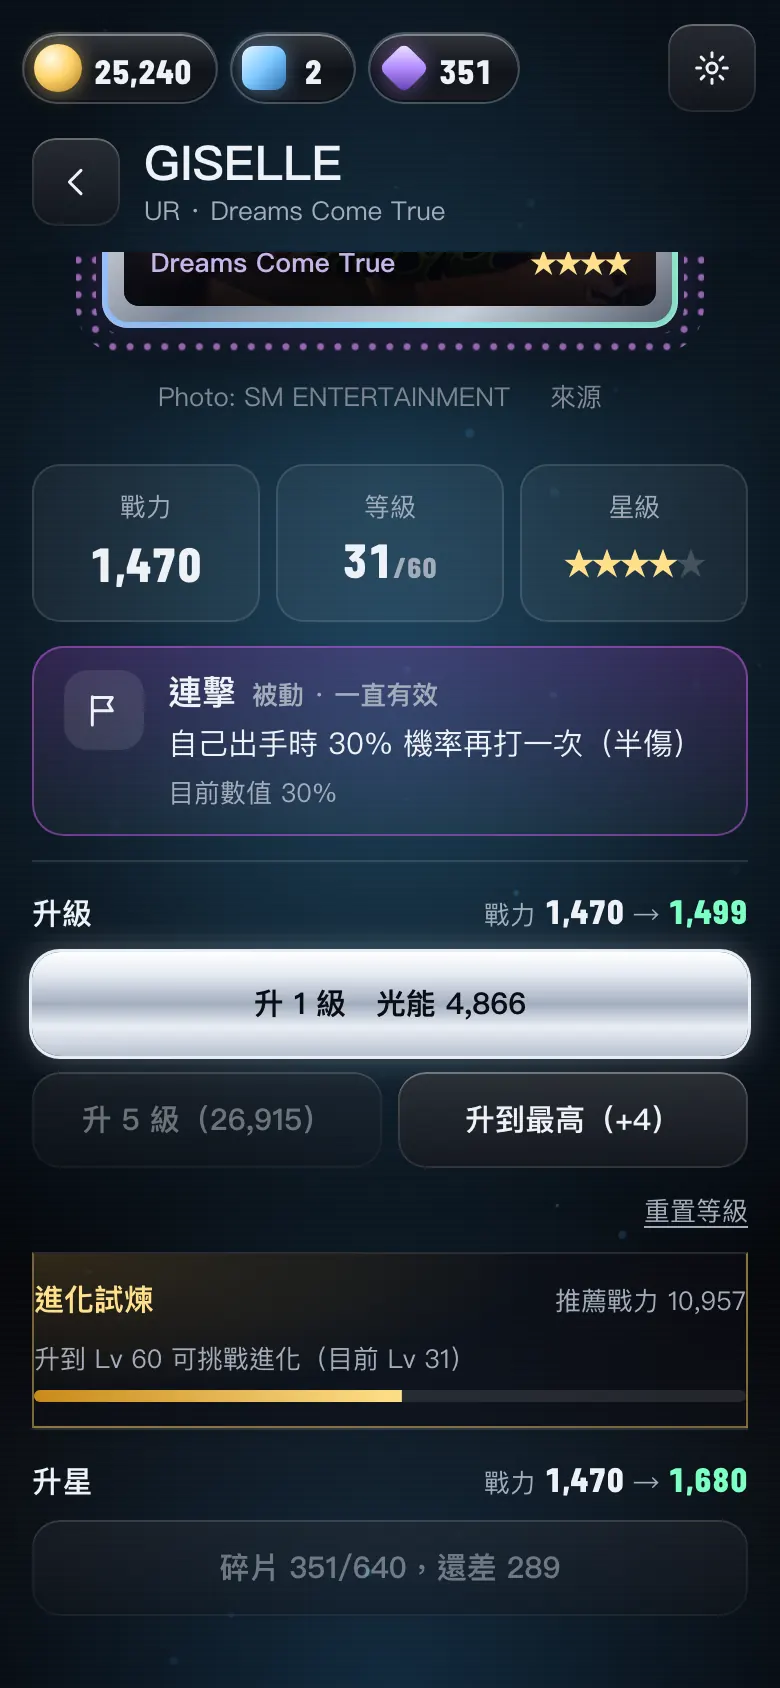 25,240 2 351
GISELLE
UR · Dreams Come True
Dreams Come True ★★★★
Photo: SM ENTERTAINMENT 來源
戰力 等級 星級
1,470 31/60 ★★★★★
連擊 被動 · 一直有效
自己出手時 30% 機率再打一次（半傷）
目前數值 30%
升級 戰力 1,470 → 1,499
升 1 級 光能 4,866
升 5 級（26,915） 升到最高（+4）
重置等級
進化試煉 推薦戰力 10,957
升到 Lv 60 可挑戰進化（目前 Lv 31）
升星 戰力 1,470 → 1,680
碎片 351/640，還差 289